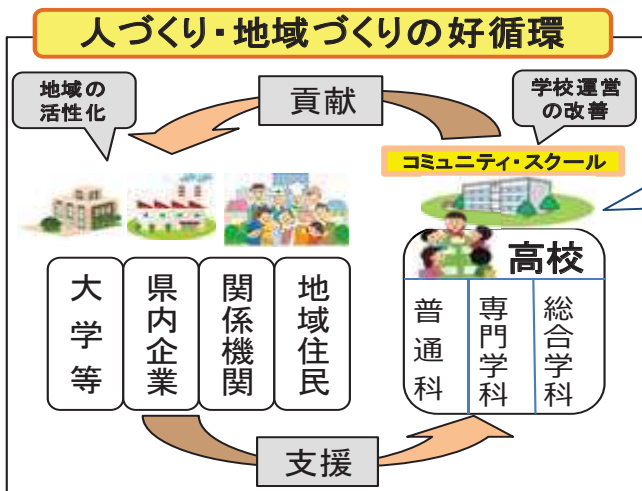 人づくり・地域づくりの好循環
地域の
活性化
貢献
学校運営
の改善
コミュニティ・スクール
高校
大学等
県内企業
関係機関
地域住民
普通科
専門学科
総合学科
支援